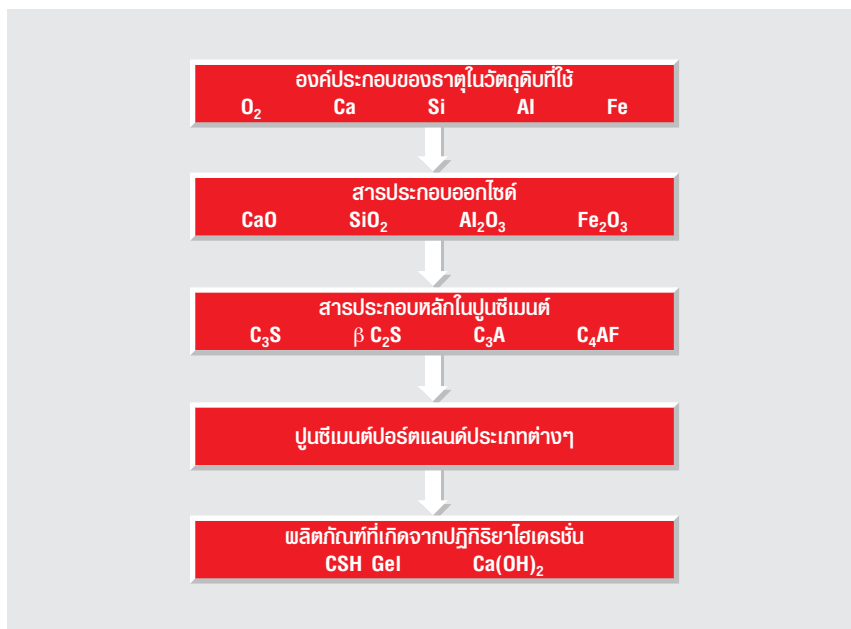 องค์ประกอบของธาตุในวัตถุดิบที่ใช้
O₂ Ca Si Al Fe
สารประกอบออกไซด์
CaO SiO₂ Al₂O₃ Fe₂O₃
สารประกอบหลักในปูนซีเมนต์
C₃S β C₂S C₃A C₄AF
ปูนซีเมนต์ปอร์ตแลนด์ประเภทต่างๆ
ผลิตภัณฑ์ที่เกิดจากปฏิกิริยาไฮเดรชั่น
CSH Gel Ca(OH)₂